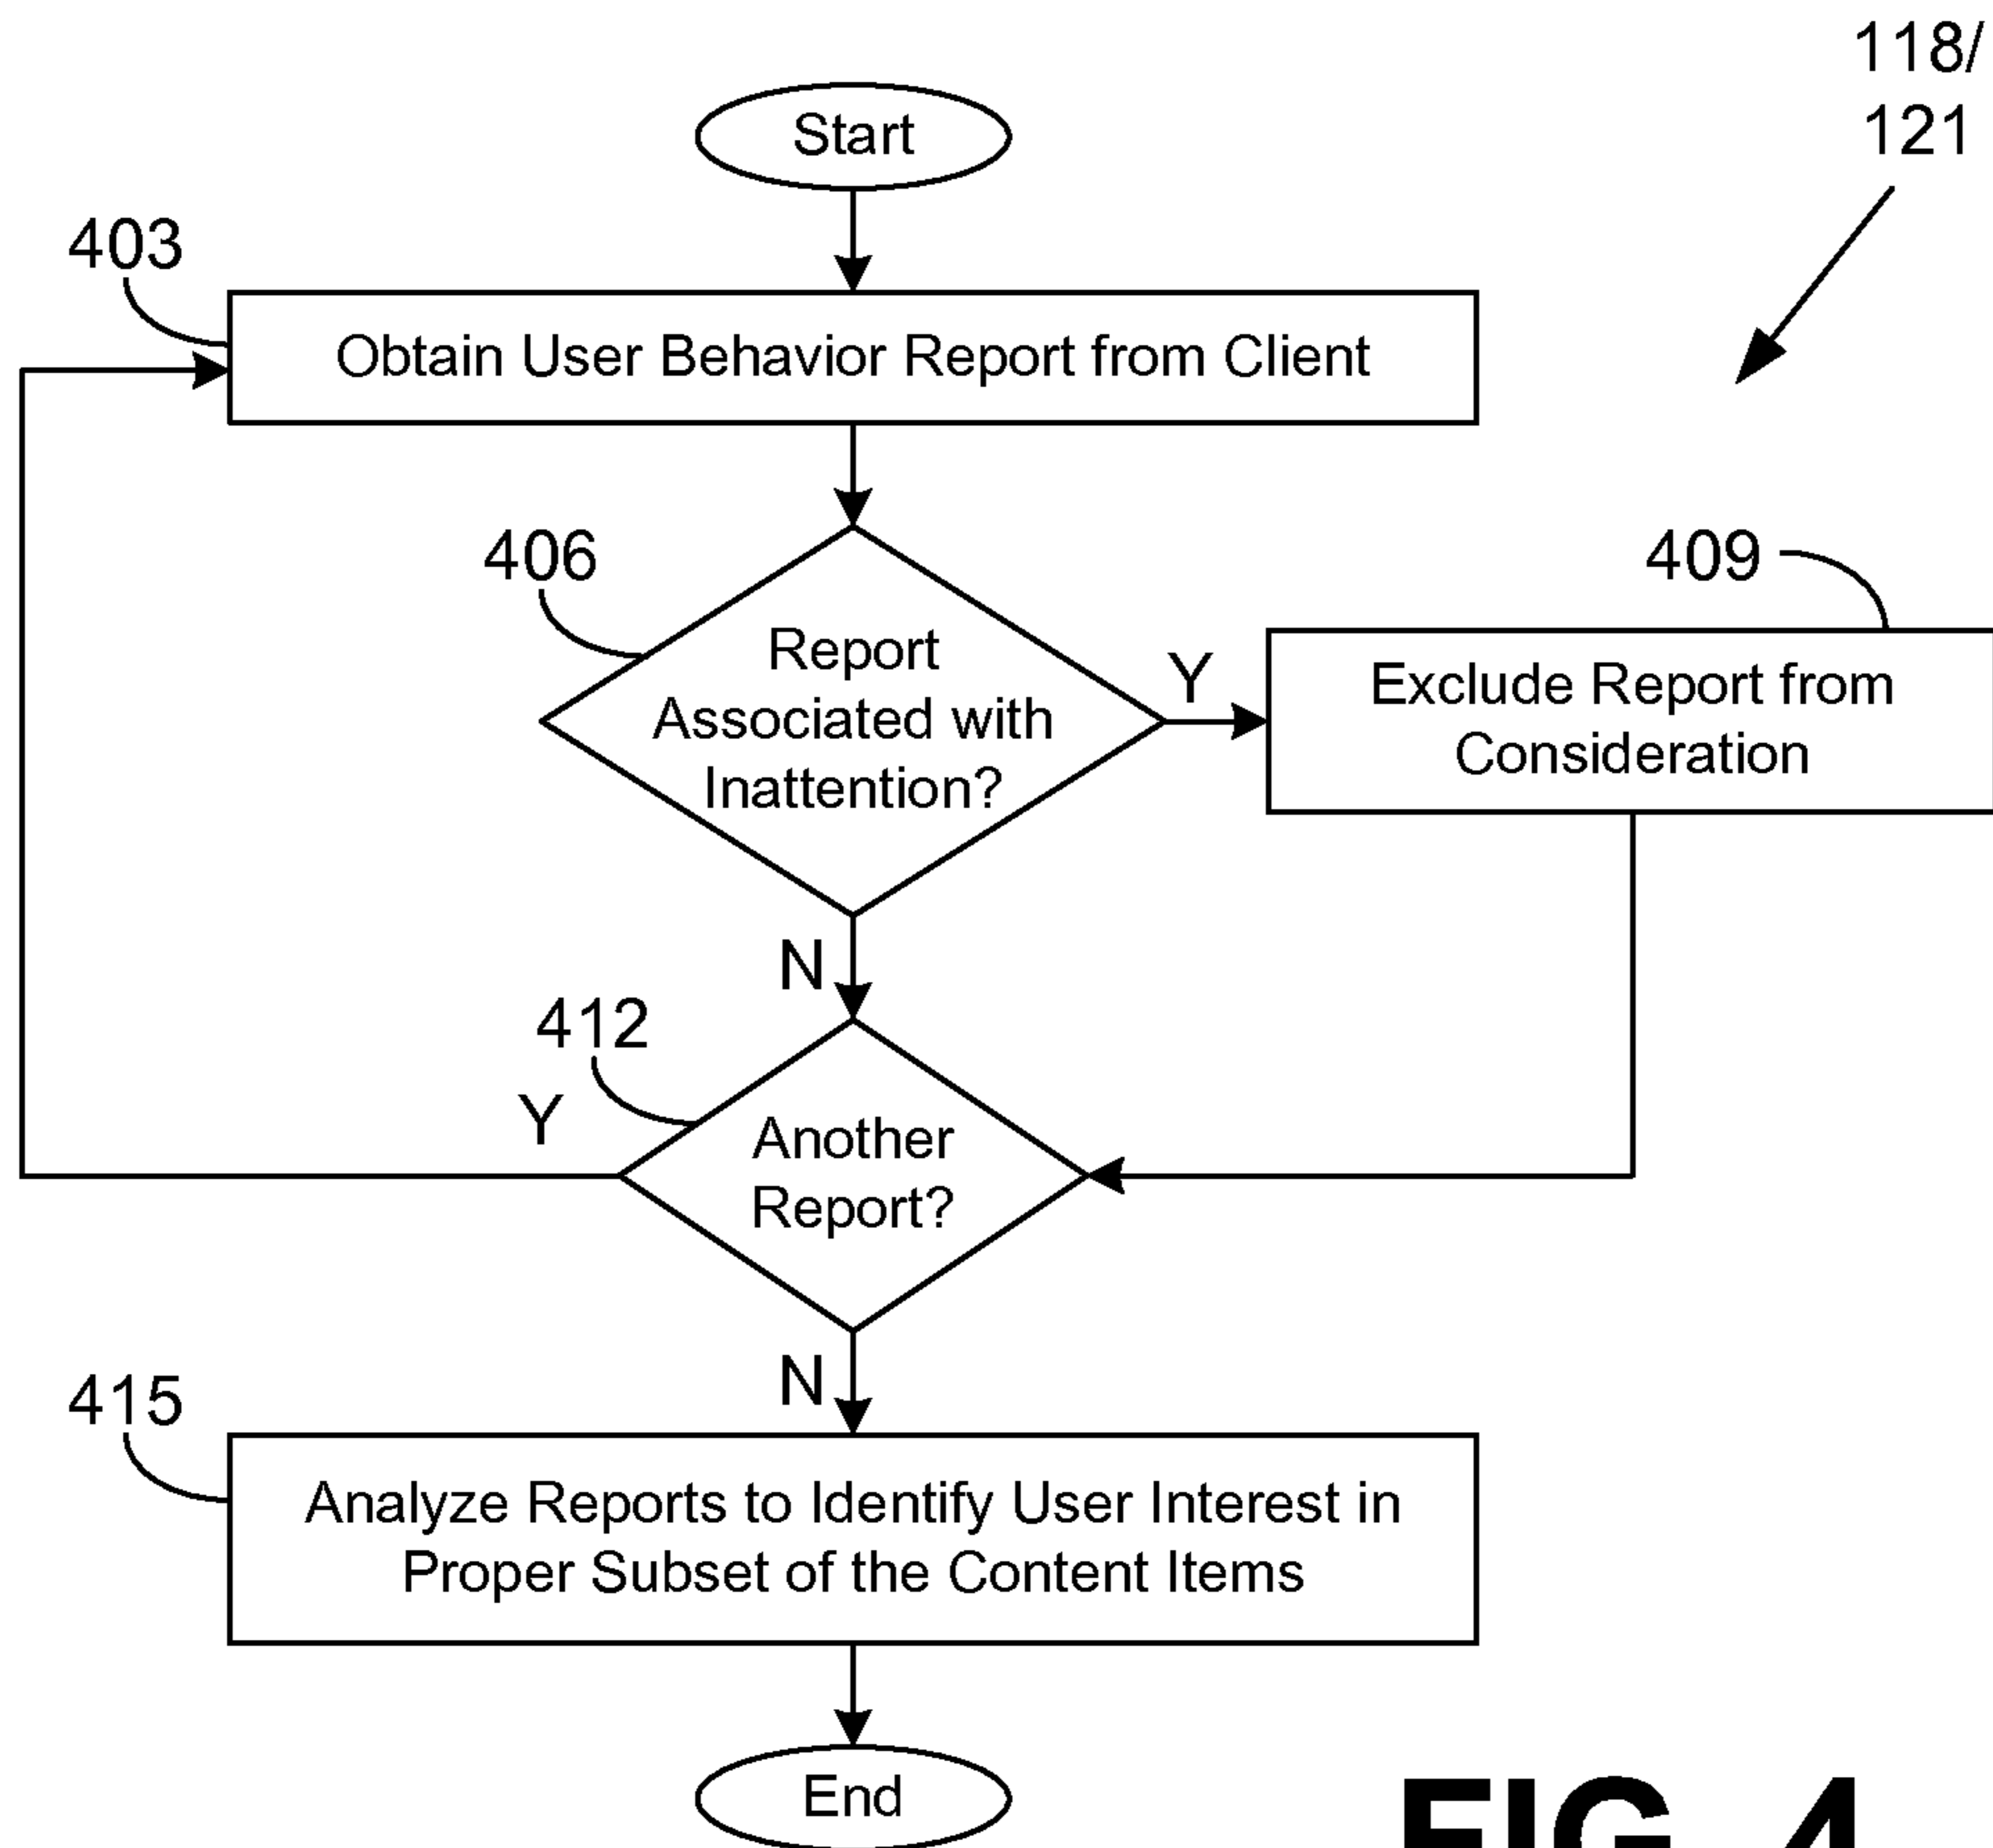 118/
121
Start
403
Obtain User Behavior Report from Client
406
Report
Associated with
Inattention?
Y
409
Exclude Report from
Consideration
N
412
Y
Another
Report?
N
415
Analyze Reports to Identify User Interest in
Proper Subset of the Content Items
End
FIG. 4